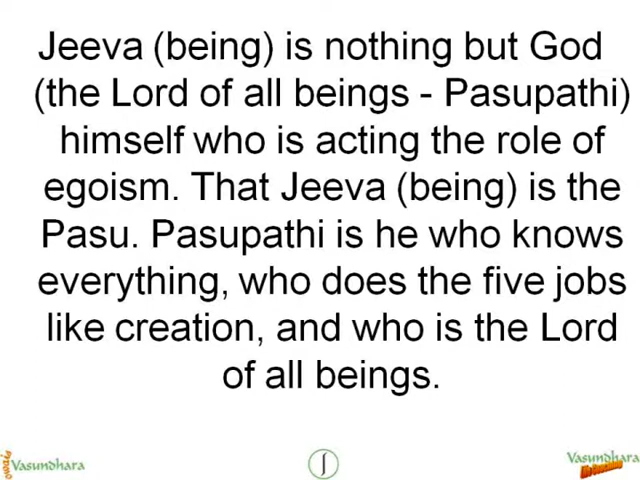 Jeeva (being) is nothing but God
(the Lord of all beings - Pasupathi)
himself who is acting the role of
egoism. That Jeeva (being) is the
Pasu. Pasupathi is he who knows
everything, who does the five jobs
like creation, and who is the Lord
of all beings.
Vasundhara
Vasundhara